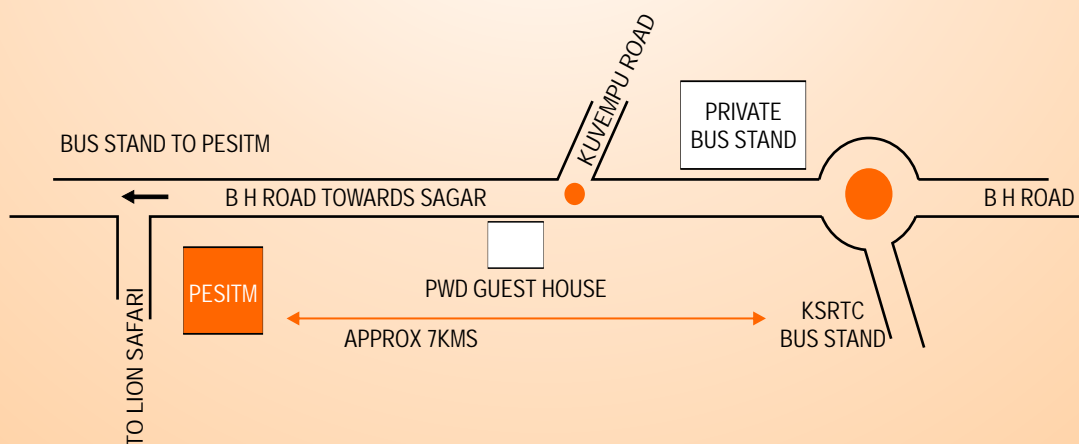 KUVEMPU ROAD
PRIVATE
BUS STAND
BUS STAND TO PESITM
B H ROAD TOWARDS SAGAR
B H ROAD
PESITM
PWD GUEST HOUSE
APPROX 7KMS
KSRTC
BUS STAND
TO LION SAFARI